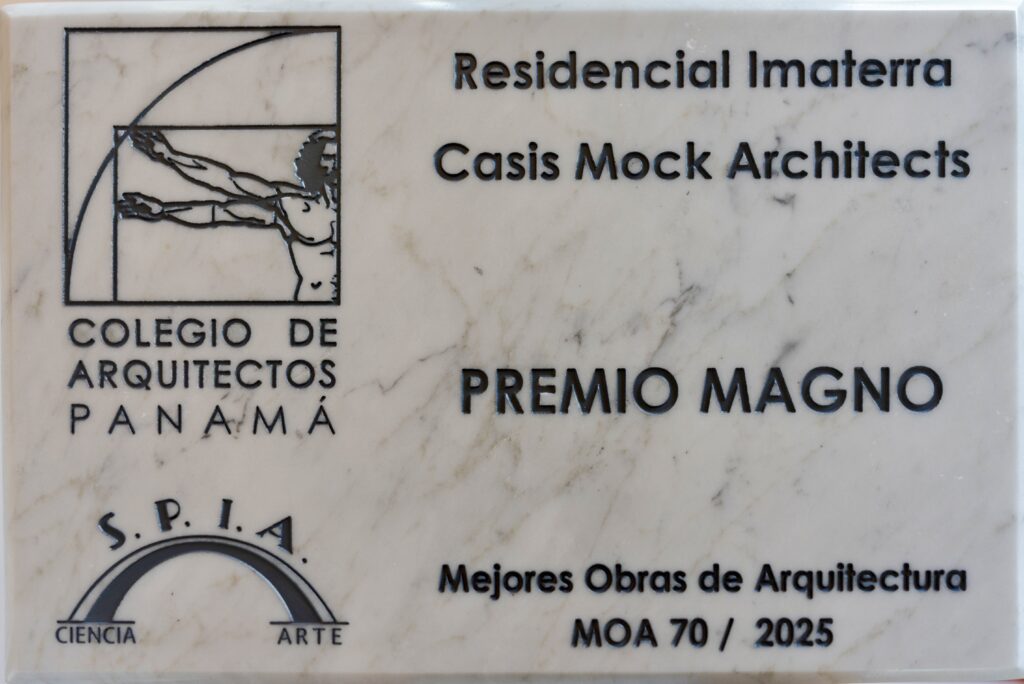 COLEGIO DE
ARQUITECTOS
PANAMÁ
S.P.I.A.
CIENCIA ARTE
Residencial Imaterra
Casis Mock Architects
PREMIO MAGNO
Mejores Obras de Arquitectura
MOA 70 / 2025